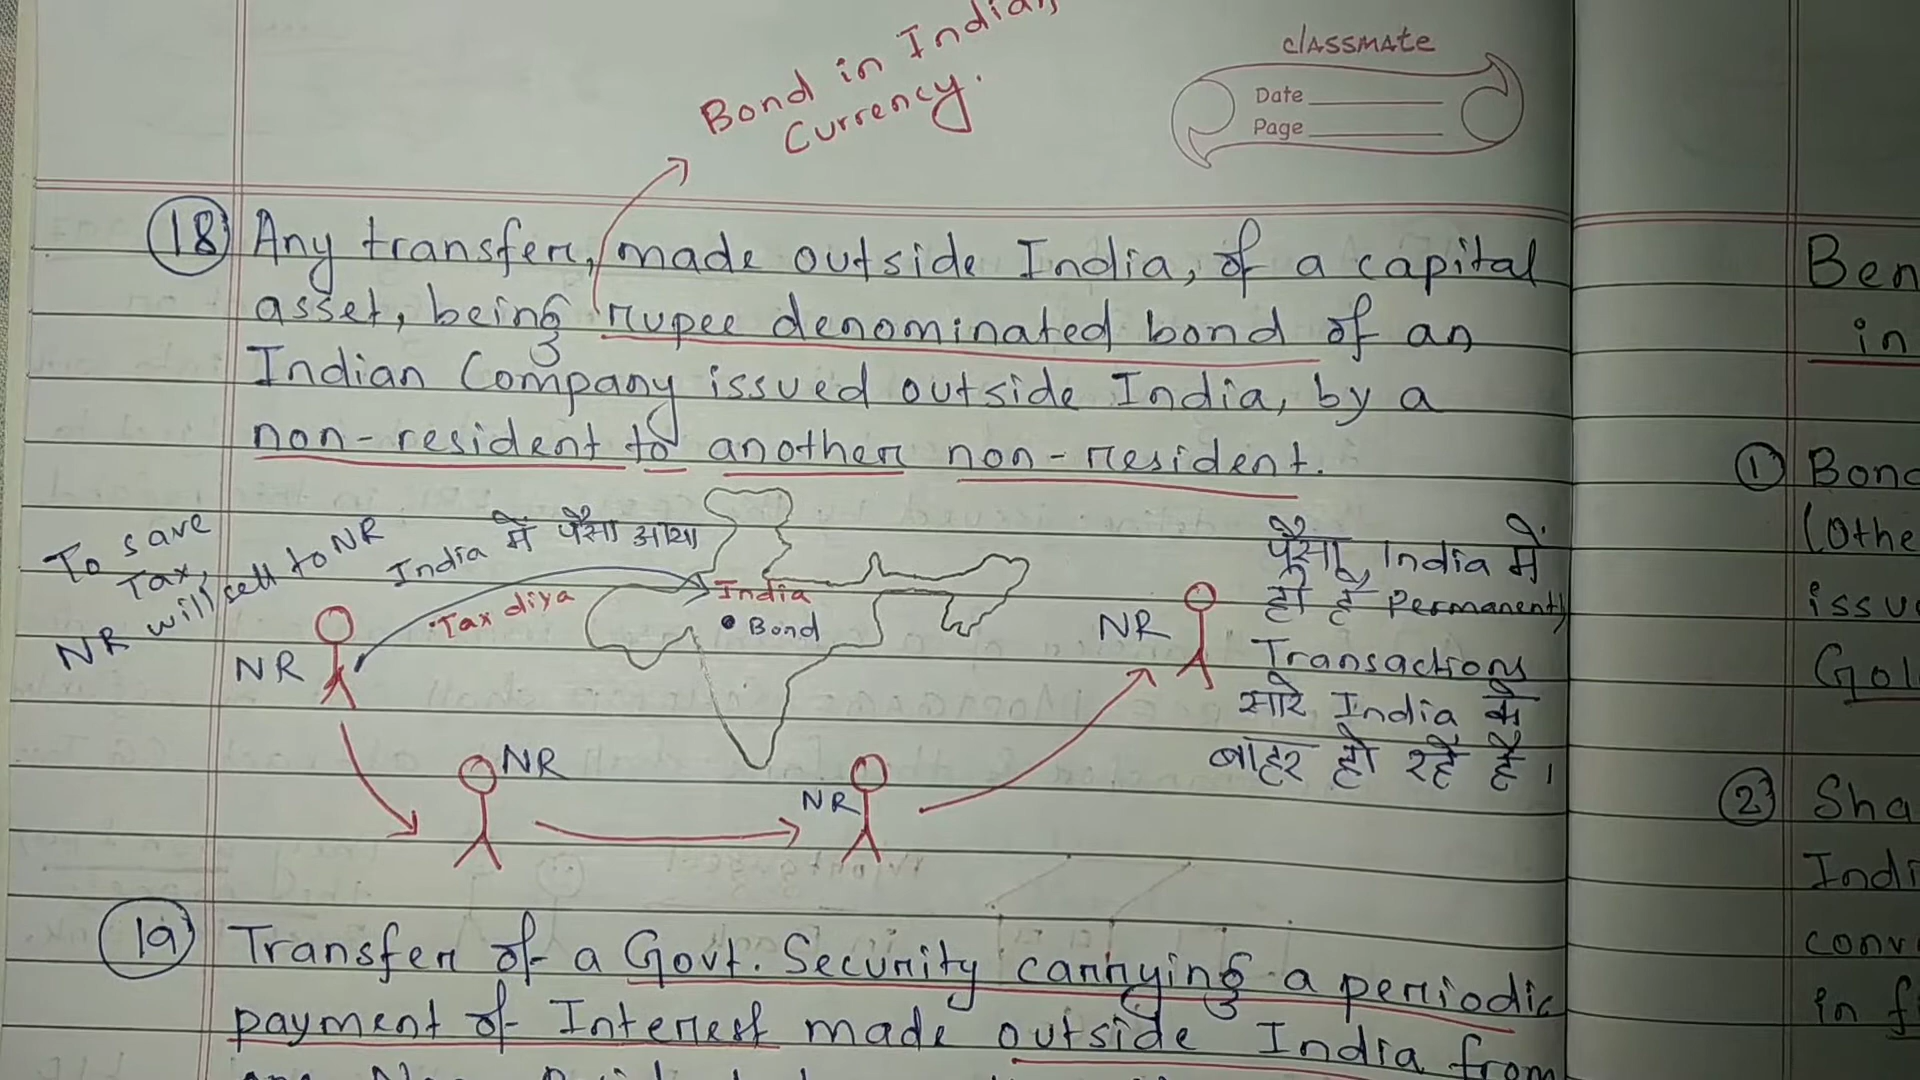 Bond in Indian
Currency.
classmate
Date
Page
18 Any transfer, made outside India, of a capital
asset, being rupee denominated bond of an
Indian Company issued outside India, by a
non-resident to another non-resident.
To save
Tax,
NR will sell to NR
India में पैसा आया
Tax diya
India
Bond
NR
NR
NR
NR
पैसा, India में
ही है Permanently
Transactions
सारे India के
बाहर हो रहे है।
19 Transfer of a Govt. Security carrying a periodic
payment of Interest made outside India from
Ben
in
1 Bond
(Othe
issu
Gol
2 Sha
Indi
conv
in f